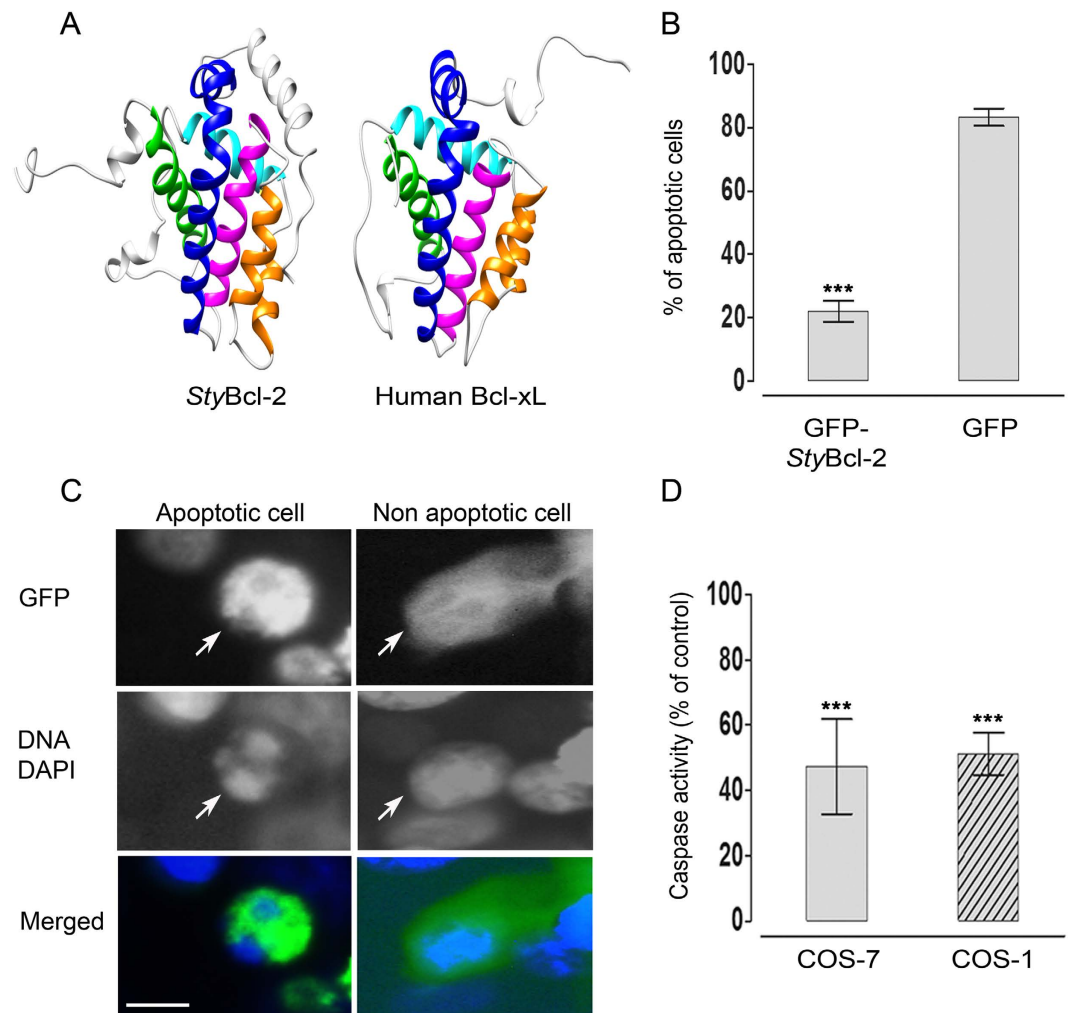 A
StyBcl-2
Human Bcl-xL
B
% of apoptotic cells
100
80
60
40
20
0
***
GFP-
StyBcl-2
GFP
C
Apoptotic cell
Non apoptotic cell
GFP
DNA
DAPI
Merged
D
Caspase activity (% of control)
100
80
60
40
20
0
***
***
COS-7
COS-1